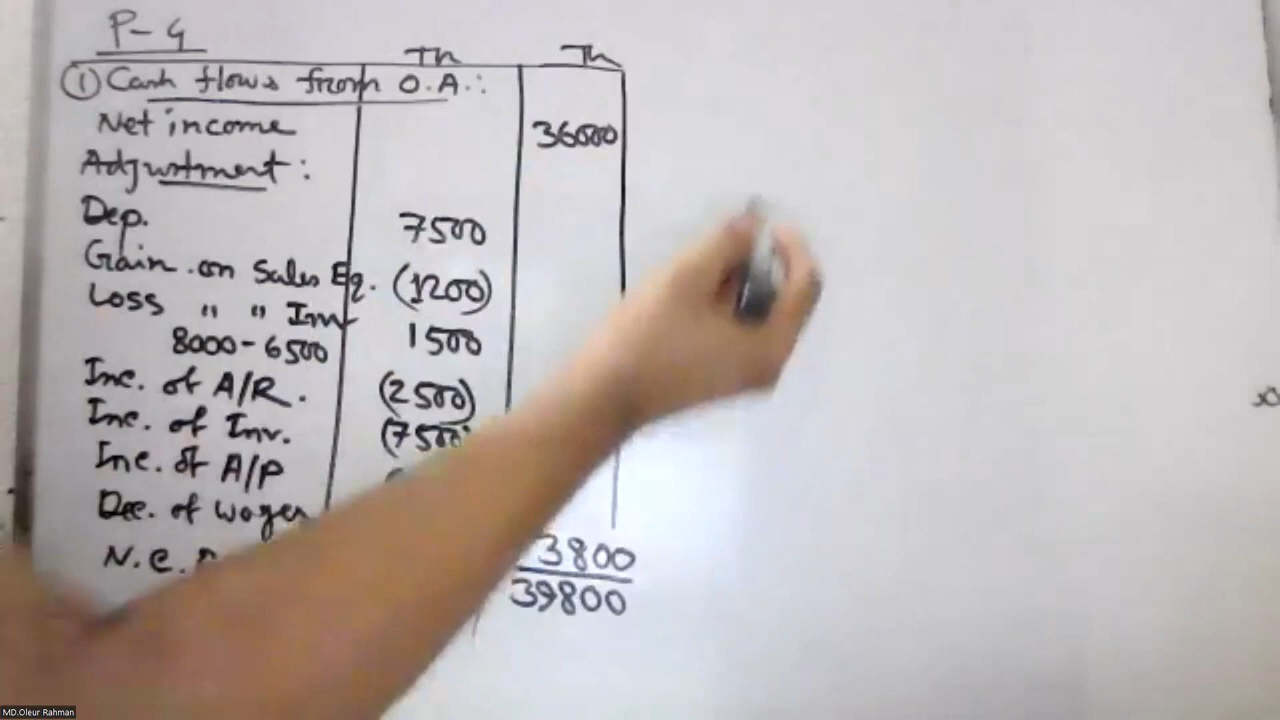 P-4
Tk Tk
① Cash flows from O.A.:
Net income 36000
Adjustment:
Dep. 7500
Gain on Sales Eq. (1200)
Loss " " Inv
8000-6500 1500
Inc. of A/R. (2500)
Inc. of Inv. (7500
Inc. of A/P
Dec. of wages
N.C. 3800
39800
MD.Oleur Rahman